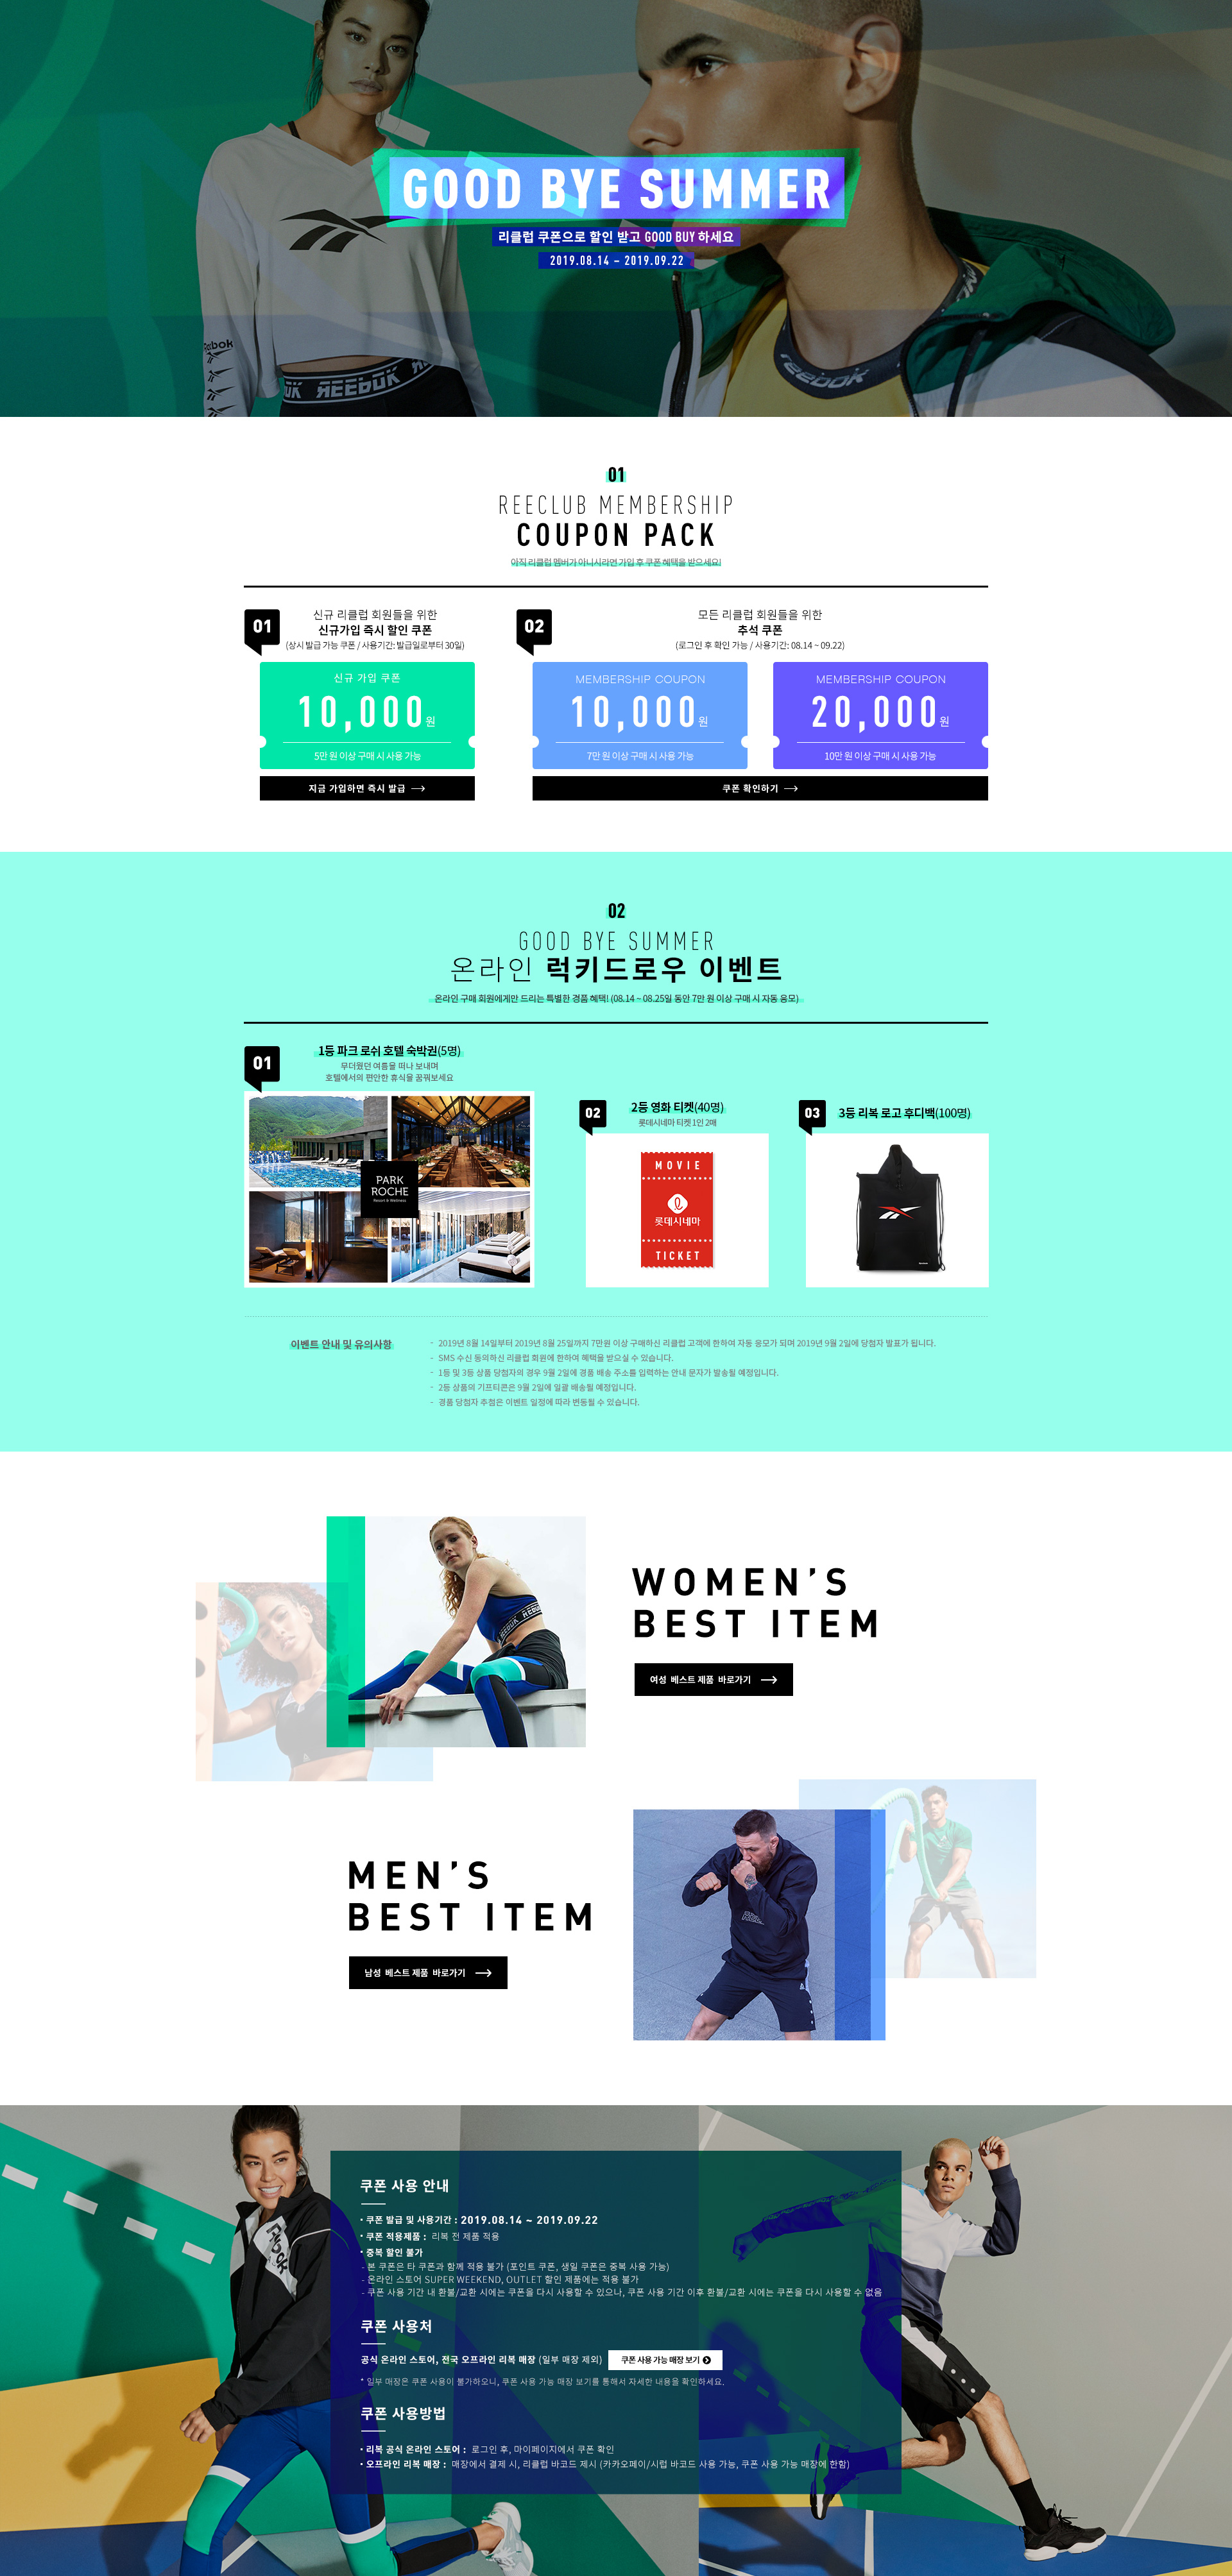 GOOD BYE SUMMER
리클럽 쿠폰으로 할인 받고 GOOD BUY 하세요
2019.08.14 – 2019.09.22
Reebok
REEBOK
REEBOK
Reebok
01
REECLUB MEMBERSHIP
COUPON PACK
아직 리클럽 멤버가 아니시라면 가입 후 쿠폰 혜택을 받으세요!
01
신규 리클럽 회원들을 위한
신규가입 즉시 할인 쿠폰
(상시 발급 가능 쿠폰 / 사용기간: 발급일로부터 30일)
신규 가입 쿠폰
10,000원
5만 원 이상 구매 시 사용 가능
지금 가입하면 즉시 발급 →
02
모든 리클럽 회원들을 위한
추석 쿠폰
(로그인 후 확인 가능 / 사용기간: 08.14 ~ 09.22)
MEMBERSHIP COUPON
10,000원
7만 원 이상 구매 시 사용 가능
MEMBERSHIP COUPON
20,000원
10만 원 이상 구매 시 사용 가능
쿠폰 확인하기 →
02
GOOD BYE SUMMER
온라인 럭키드로우 이벤트
온라인 구매 회원에게만 드리는 특별한 경품 혜택! (08.14 ~ 08.25일 동안 7만 원 이상 구매 시 자동 응모)
01
1등 파크 로쉬 호텔 숙박권(5명)
무더웠던 여름을 떠나 보내며
호텔에서의 편안한 휴식을 꿈꿔보세요
PARK
ROCHE
Resort & Wellness
02
2등 영화 티켓(40명)
롯데시네마 티켓 1인 2매
MOVIE
롯데시네마
TICKET
03
3등 리복 로고 후디백(100명)
이벤트 안내 및 유의사항
- 2019년 8월 14일부터 2019년 8월 25일까지 7만원 이상 구매하신 리클럽 고객에 한하여 자동 응모가 되며 2019년 9월 2일에 당첨자 발표가 됩니다.
- SMS 수신 동의하신 리클럽 회원에 한하여 혜택을 받으실 수 있습니다.
- 1등 및 3등 상품 당첨자의 경우 9월 2일에 경품 배송 주소를 입력하는 안내 문자가 발송될 예정입니다.
- 2등 상품의 기프티콘은 9월 2일에 일괄 배송될 예정입니다.
- 경품 당첨자 추첨은 이벤트 일정에 따라 변동될 수 있습니다.
WOMEN'S
BEST ITEM
여성 베스트 제품 바로가기 →
MEN'S
BEST ITEM
남성 베스트 제품 바로가기 →
쿠폰 사용 안내
• 쿠폰 발급 및 사용기간 : 2019.08.14 ~ 2019.09.22
• 쿠폰 적용제품 : 리복 전 제품 적용
• 중복 할인 불가
- 본 쿠폰은 타 쿠폰과 함께 적용 불가 (포인트 쿠폰, 생일 쿠폰은 중복 사용 가능)
- 온라인 스토어 SUPER WEEKEND, OUTLET 할인 제품에는 적용 불가
- 쿠폰 사용 기간 내 환불/교환 시에는 쿠폰을 다시 사용할 수 있으나, 쿠폰 사용 기간 이후 환불/교환 시에는 쿠폰을 다시 사용할 수 없음
쿠폰 사용처
공식 온라인 스토어, 전국 오프라인 리복 매장 (일부 매장 제외) 쿠폰 사용 가능 매장 보기
* 일부 매장은 쿠폰 사용이 불가하오니, 쿠폰 사용 가능 매장 보기를 통해서 자세한 내용을 확인하세요.
쿠폰 사용방법
• 리복 공식 온라인 스토어 : 로그인 후, 마이페이지에서 쿠폰 확인
• 오프라인 리복 매장 : 매장에서 결제 시, 리클럽 바코드 제시 (카카오페이/시럽 바코드 사용 가능, 쿠폰 사용 가능 매장에 한함)